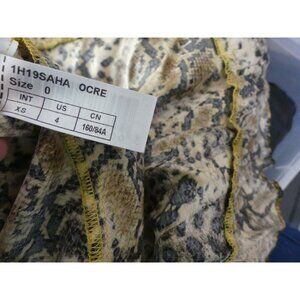 1H19SAHA OCRE
Size 0
INT US CN
XS 4 160/84A